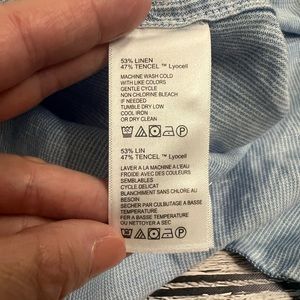 53% LINEN
47% TENCEL ™ Lyocell
MACHINE WASH COLD
WITH LIKE COLORS
GENTLE CYCLE
NON CHLORINE BLEACH
IF NEEDED
TUMBLE DRY LOW
COOL IRON
OR DRY CLEAN
53% LIN
47% TENCEL ™ Lyocell
LAVER A LA MACHINE A L'EAU
FROIDE AVEC DES COULEURS
SEMBLABLES
CYCLE DELICAT
BLANCHIMENT SANS CHLORE AU
BESOIN
SECHER PAR CULBUTAGE A BASSE
TEMPERATURE
FER A BASSE TEMPERATURE
OU NETTOYER A SEC